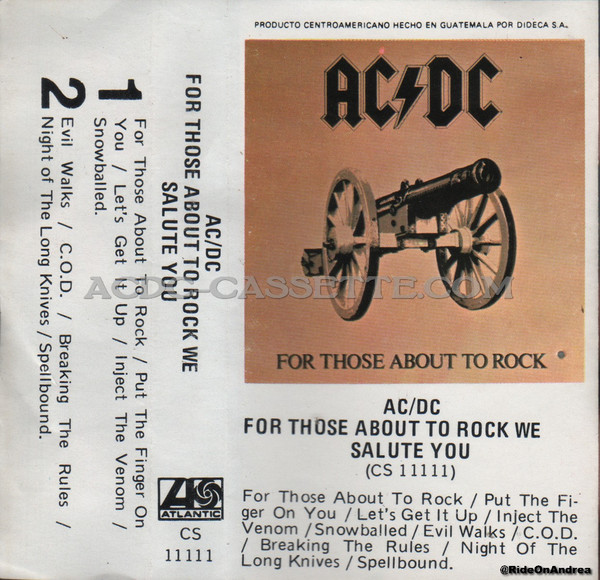 PRODUCTO CENTROAMERICANO HECHO EN GUATEMALA POR DIDECA S.A.
AC/DC
FOR THOSE ABOUT TO ROCK
AC/DC
FOR THOSE ABOUT TO ROCK WE
SALUTE YOU
(CS 11111)
For Those About To Rock / Put The Fi-
ger On You / Let's Get It Up / Inject The
Venom / Snowballed / Evil Walks / C.O.D.
/ Breaking The Rules / Night Of The
Long Knives / Spellbound.
AC/DC
FOR THOSE ABOUT TO ROCK WE
SALUTE YOU
1
For Those About To Rock / Put The Finger On
You / Let's Get It Up / Inject The Venom /
Snowballed.
2
Evil Walks / C.O.D. / Breaking The Rules /
Night of The Long Knives / Spellbound.
ATLANTIC
CS
11111
ACDC-CASSETTE.COM
@RideOnAndrea